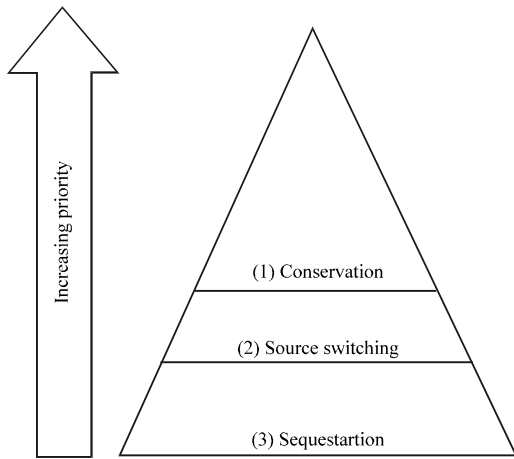 Increasing priority
(1) Conservation
(2) Source switching
(3) Sequestartion